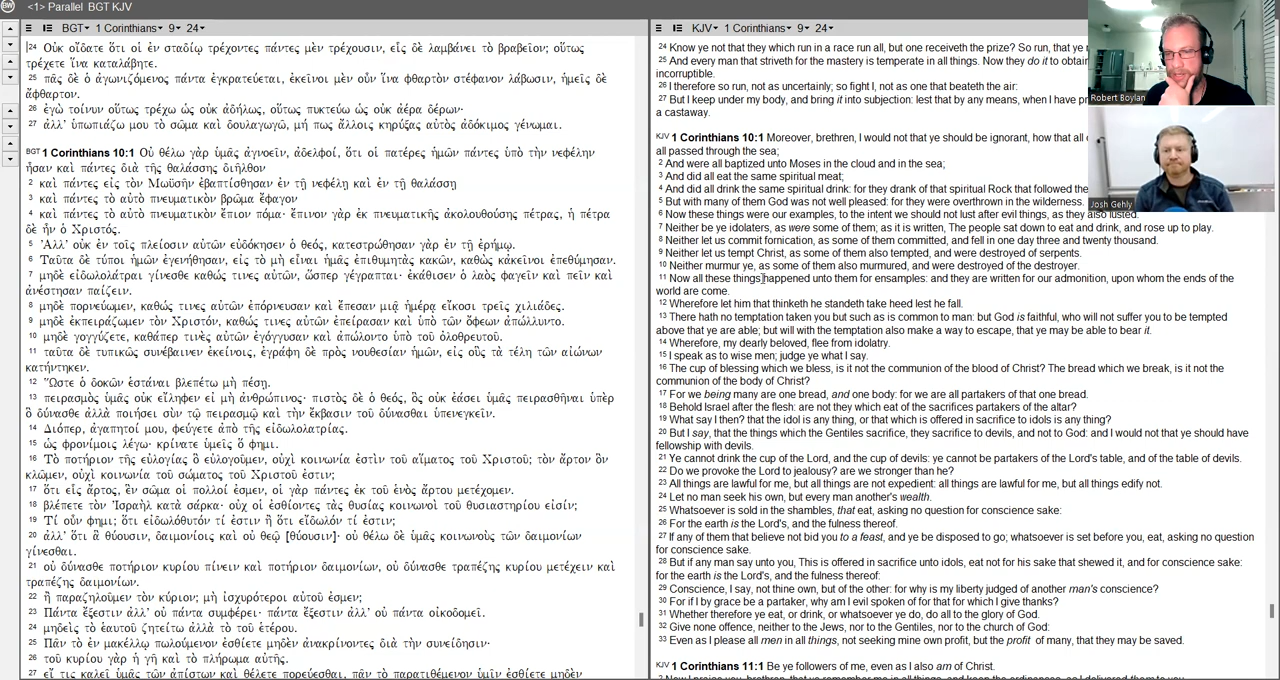 <1> Parallel BGT KJV
BGT 1 Corinthians 9 24
24 Οὐκ οἴδατε ὅτι οἱ ἐν σταδίῳ τρέχοντες πάντες μὲν τρέχουσιν, εἷς δὲ λαμβάνει τὸ βραβεῖον; οὕτως
τρέχετε ἵνα καταλάβητε.
25 πᾶς δὲ ὁ ἀγωνιζόμενος πάντα ἐγκρατεύεται, ἐκεῖνοι μὲν οὖν ἵνα φθαρτὸν στέφανον λάβωσιν, ἡμεῖς δὲ
ἄφθαρτον.
26 ἐγὼ τοίνυν οὕτως τρέχω ὡς οὐκ ἀδήλως, οὕτως πυκτεύω ὡς οὐκ ἀέρα δέρων·
27 ἀλλ᾽ ὑπωπιάζω μου τὸ σῶμα καὶ δουλαγωγῶ, μή πως ἄλλοις κηρύξας αὐτὸς ἀδόκιμος γένωμαι.
BGT 1 Corinthians 10:1 Οὐ θέλω γὰρ ὑμᾶς ἀγνοεῖν, ἀδελφοί, ὅτι οἱ πατέρες ἡμῶν πάντες ὑπὸ τὴν νεφέλην
ἦσαν καὶ πάντες διὰ τῆς θαλάσσης διῆλθον
2 καὶ πάντες εἰς τὸν Μωϋσῆν ἐβαπτίσθησαν ἐν τῇ νεφέλῃ καὶ ἐν τῇ θαλάσσῃ
3 καὶ πάντες τὸ αὐτὸ πνευματικὸν βρῶμα ἔφαγον
4 καὶ πάντες τὸ αὐτὸ πνευματικὸν ἔπιον πόμα· ἔπινον γὰρ ἐκ πνευματικῆς ἀκολουθούσης πέτρας, ἡ πέτρα
δὲ ἦν ὁ Χριστός.
5 Ἀλλ᾽ οὐκ ἐν τοῖς πλείοσιν αὐτῶν εὐδόκησεν ὁ θεός, κατεστρώθησαν γὰρ ἐν τῇ ἐρήμῳ.
6 Ταῦτα δὲ τύποι ἡμῶν ἐγενήθησαν, εἰς τὸ μὴ εἶναι ἡμᾶς ἐπιθυμητὰς κακῶν, καθὼς κἀκεῖνοι ἐπεθύμησαν.
7 μηδὲ εἰδωλολάτραι γίνεσθε καθώς τινες αὐτῶν, ὥσπερ γέγραπται· ἐκάθισεν ὁ λαὸς φαγεῖν καὶ πεῖν καὶ
ἀνέστησαν παίζειν.
8 μηδὲ πορνεύωμεν, καθώς τινες αὐτῶν ἐπόρνευσαν καὶ ἔπεσαν μιᾷ ἡμέρᾳ εἴκοσι τρεῖς χιλιάδες.
9 μηδὲ ἐκπειράζωμεν τὸν Χριστόν, καθώς τινες αὐτῶν ἐπείρασαν καὶ ὑπὸ τῶν ὄφεων ἀπώλλυντο.
10 μηδὲ γογγύζετε, καθάπερ τινὲς αὐτῶν ἐγόγγυσαν καὶ ἀπώλοντο ὑπὸ τοῦ ὀλοθρευτοῦ.
11 ταῦτα δὲ τυπικῶς συνέβαινεν ἐκείνοις, ἐγράφη δὲ πρὸς νουθεσίαν ἡμῶν, εἰς οὓς τὰ τέλη τῶν αἰώνων
κατήντηκεν.
12 Ὥστε ὁ δοκῶν ἑστάναι βλεπέτω μὴ πέσῃ.
13 πειρασμὸς ὑμᾶς οὐκ εἴληφεν εἰ μὴ ἀνθρώπινος· πιστὸς δὲ ὁ θεός, ὃς οὐκ ἐάσει ὑμᾶς πειρασθῆναι ὑπὲρ
ὃ δύνασθε ἀλλὰ ποιήσει σὺν τῷ πειρασμῷ καὶ τὴν ἔκβασιν τοῦ δύνασθαι ὑπενεγκεῖν.
14 Διόπερ, ἀγαπητοί μου, φεύγετε ἀπὸ τῆς εἰδωλολατρίας.
15 ὡς φρονίμοις λέγω· κρίνατε ὑμεῖς ὅ φημι.
16 Τὸ ποτήριον τῆς εὐλογίας ὃ εὐλογοῦμεν, οὐχὶ κοινωνία ἐστὶν τοῦ αἵματος τοῦ Χριστοῦ; τὸν ἄρτον ὃν
κλῶμεν, οὐχὶ κοινωνία τοῦ σώματος τοῦ Χριστοῦ ἐστιν;
17 ὅτι εἷς ἄρτος, ἓν σῶμα οἱ πολλοί ἐσμεν, οἱ γὰρ πάντες ἐκ τοῦ ἑνὸς ἄρτου μετέχομεν.
18 βλέπετε τὸν Ἰσραὴλ κατὰ σάρκα· οὐχ οἱ ἐσθίοντες τὰς θυσίας κοινωνοὶ τοῦ θυσιαστηρίου εἰσίν;
19 Τί οὖν φημι; ὅτι εἰδωλόθυτόν τί ἐστιν ἢ ὅτι εἴδωλόν τί ἐστιν;
20 ἀλλ᾽ ὅτι ἃ θύουσιν, δαιμονίοις καὶ οὐ θεῷ [θύουσιν]· οὐ θέλω δὲ ὑμᾶς κοινωνοὺς τῶν δαιμονίων
γίνεσθαι.
21 οὐ δύνασθε ποτήριον κυρίου πίνειν καὶ ποτήριον δαιμονίων, οὐ δύνασθε τραπέζης κυρίου μετέχειν καὶ
τραπέζης δαιμονίων.
22 ἢ παραζηλοῦμεν τὸν κύριον; μὴ ἰσχυρότεροι αὐτοῦ ἐσμεν;
23 Πάντα ἔξεστιν ἀλλ᾽ οὐ πάντα συμφέρει· πάντα ἔξεστιν ἀλλ᾽ οὐ πάντα οἰκοδομεῖ.
24 μηδεὶς τὸ ἑαυτοῦ ζητείτω ἀλλὰ τὸ τοῦ ἑτέρου.
25 Πᾶν τὸ ἐν μακέλλῳ πωλούμενον ἐσθίετε μηδὲν ἀνακρίνοντες διὰ τὴν συνείδησιν·
26 τοῦ κυρίου γὰρ ἡ γῆ καὶ τὸ πλήρωμα αὐτῆς.
27 εἴ τις καλεῖ ὑμᾶς τῶν ἀπίστων καὶ θέλετε πορεύεσθαι, πᾶν τὸ παρατιθέμενον ὑμῖν ἐσθίετε μηδὲν
KJV 1 Corinthians 9 24
24 Know ye not that they which run in a race run all, but one receiveth the prize? So run, that ye
25 And every man that striveth for the mastery is temperate in all things. Now they do it to obtain
incorruptible.
26 I therefore so run, not as uncertainly; so fight I, not as one that beateth the air:
27 But I keep under my body, and bring it into subjection: lest that by any means, when I have
a castaway.
KJV 1 Corinthians 10:1 Moreover, brethren, I would not that ye should be ignorant, how that all
all passed through the sea;
2 And were all baptized unto Moses in the cloud and in the sea;
3 And did all eat the same spiritual meat;
4 And did all drink the same spiritual drink: for they drank of that spiritual Rock that followed
5 But with many of them God was not well pleased: for they were overthrown in the wilderness.
6 Now these things were our examples, to the intent we should not lust after evil things, as they also lusted.
7 Neither be ye idolaters, as were some of them; as it is written, The people sat down to eat and drink, and rose up to play.
8 Neither let us commit fornication, as some of them committed, and fell in one day three and twenty thousand.
9 Neither let us tempt Christ, as some of them also tempted, and were destroyed of serpents.
10 Neither murmur ye, as some of them also murmured, and were destroyed of the destroyer.
11 Now all these things happened unto them for ensamples: and they are written for our admonition, upon whom the ends of the
world are come.
12 Wherefore let him that thinketh he standeth take heed lest he fall.
13 There hath no temptation taken you but such as is common to man: but God is faithful, who will not suffer you to be tempted
above that ye are able; but will with the temptation also make a way to escape, that ye may be able to bear it.
14 Wherefore, my dearly beloved, flee from idolatry.
15 I speak as to wise men; judge ye what I say.
16 The cup of blessing which we bless, is it not the communion of the blood of Christ? The bread which we break, is it not the
communion of the body of Christ?
17 For we being many are one bread, and one body: for we are all partakers of that one bread.
18 Behold Israel after the flesh: are not they which eat of the sacrifices partakers of the altar?
19 What say I then? that the idol is any thing, or that which is offered in sacrifice to idols is any thing?
20 But I say, that the things which the Gentiles sacrifice, they sacrifice to devils, and not to God: and I would not that ye should have
fellowship with devils.
21 Ye cannot drink the cup of the Lord, and the cup of devils: ye cannot be partakers of the Lord's table, and of the table of devils.
22 Do we provoke the Lord to jealousy? are we stronger than he?
23 All things are lawful for me, but all things are not expedient: all things are lawful for me, but all things edify not.
24 Let no man seek his own, but every man another's wealth.
25 Whatsoever is sold in the shambles, that eat, asking no question for conscience sake:
26 For the earth is the Lord's, and the fulness thereof.
27 If any of them that believe not bid you to a feast, and ye be disposed to go; whatsoever is set before you, eat, asking no question
for conscience sake.
28 But if any man say unto you, This is offered in sacrifice unto idols, eat not for his sake that shewed it, and for conscience sake:
for the earth is the Lord's, and the fulness thereof:
29 Conscience, I say, not thine own, but of the other: for why is my liberty judged of another man's conscience?
30 For if I by grace be a partaker, why am I evil spoken of for that for which I give thanks?
31 Whether therefore ye eat, or drink, or whatsoever ye do, do all to the glory of God.
32 Give none offence, neither to the Jews, nor to the Gentiles, nor to the church of God:
33 Even as I please all men in all things, not seeking mine own profit, but the profit of many, that they may be saved.
KJV 1 Corinthians 11:1 Be ye followers of me, even as I also am of Christ.
Robert Boylan
Josh Gehly